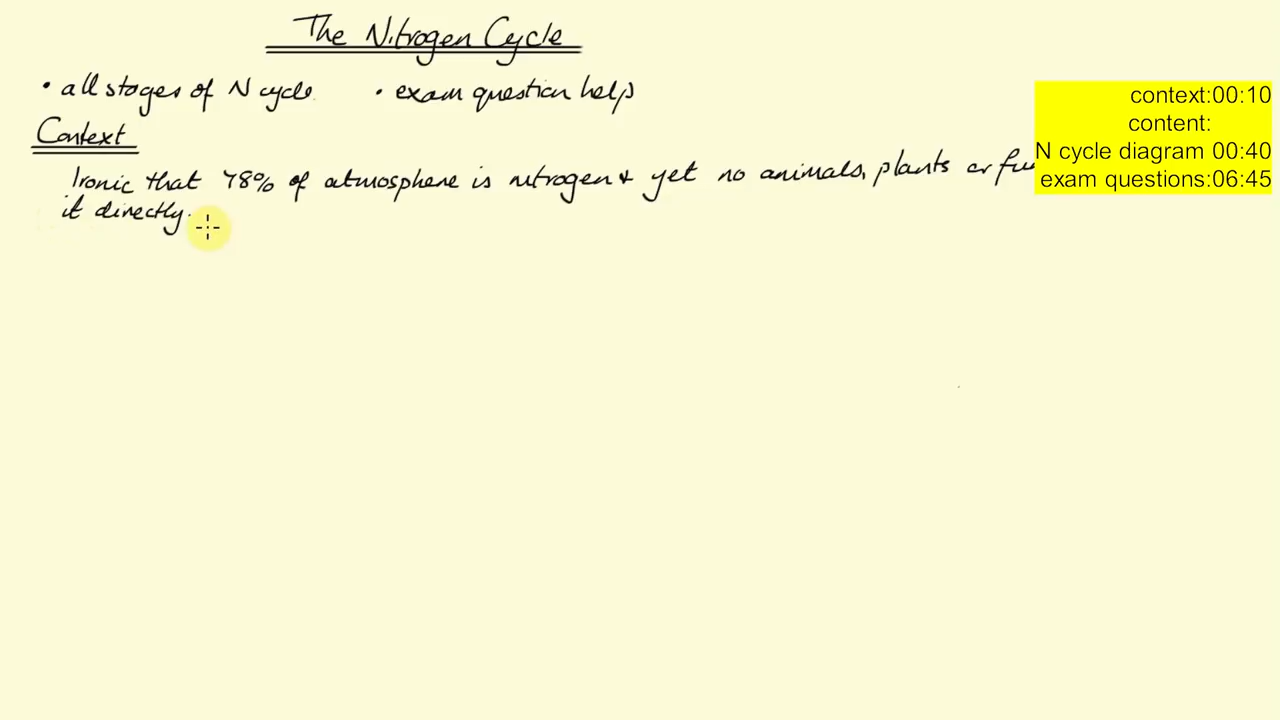 The Nitrogen Cycle
• all stages of N cycle. • exam question help
Context
Ironic that 78% of atmosphere is nitrogen & yet no animals, plants or
it directly.
context:00:10
content:
N cycle diagram 00:40
exam questions:06:45